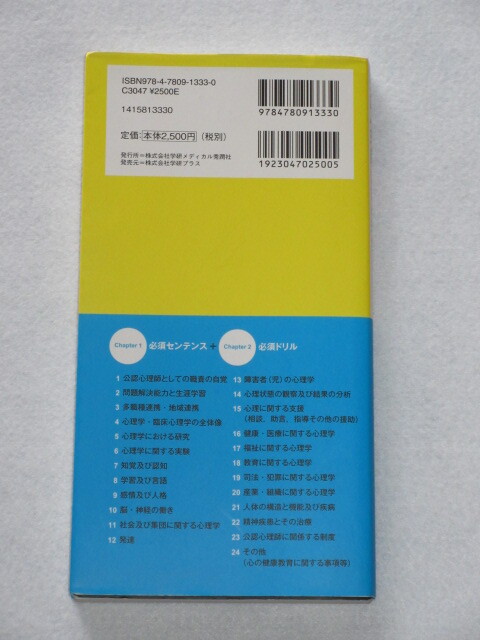 ISBN978-4-7809-1333-0
C3047 ¥2500E
1415813330
定価:本体2,500円(税別)
発行所=株式会社学研メディカル秀潤社
発売元=株式会社学研プラス
9784780913330
1923047025005
Chapter 1 必須センテンス + Chapter 2 必須ドリル
1 公認心理師としての職責の自覚
2 問題解決能力と生涯学習
3 多職種連携・地域連携
4 心理学・臨床心理学の全体像
5 心理学における研究
6 心理学に関する実験
7 知覚及び認知
8 学習及び言語
9 感情及び人格
10 脳・神経の働き
11 社会及び集団に関する心理学
12 発達
13 障害者(児)の心理学
14 心理状態の観察及び結果の分析
15 心理に関する支援
(相談、助言、指導その他の援助)
16 健康・医療に関する心理学
17 福祉に関する心理学
18 教育に関する心理学
19 司法・犯罪に関する心理学
20 産業・組織に関する心理学
21 人体の構造と機能及び疾病
22 精神疾患とその治療
23 公認心理師に関係する制度
24 その他
(心の健康教育に関する事項等)